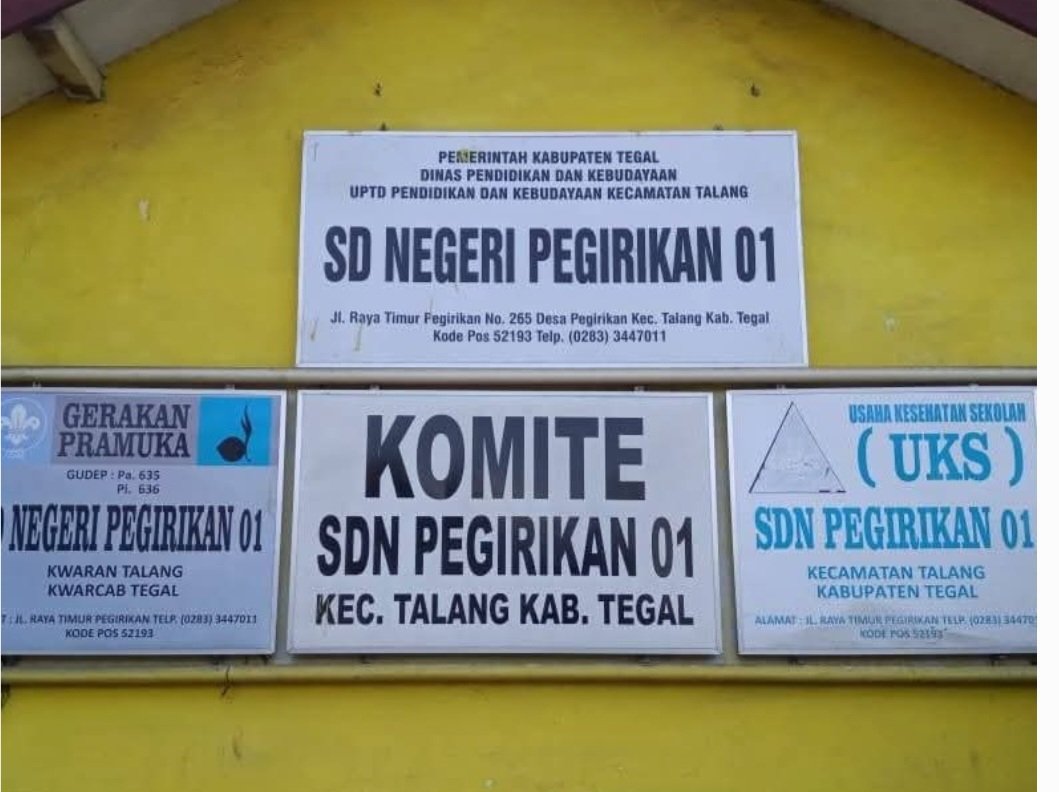 PEMERINTAH KABUPATEN TEGAL
DINAS PENDIDIKAN DAN KEBUDAYAAN
UPTD PENDIDIKAN DAN KEBUDAYAAN KECAMATAN TALANG
SD NEGERI PEGIRIKAN 01
Jl. Raya Timur Pegirikan No. 265 Desa Pegirikan Kec. Talang Kab. Tegal
Kode Pos 52193 Telp. (0283) 3447011
GERAKAN
PRAMUKA
GUDEP : Pa. 635
Pi. 636
D NEGERI PEGIRIKAN 01
KWARAN TALANG
KWARCAB TEGAL
T : JL. RAYA TIMUR PEGIRIKAN TELP. (0283) 3447011
KODE POS 52193
KOMITE
SDN PEGIRIKAN 01
KEC. TALANG KAB. TEGAL
USAHA KESEHATAN SEKOLAH
( UKS )
SDN PEGIRIKAN 01
KECAMATAN TALANG
KABUPATEN TEGAL
ALAMAT : JL. RAYA TIMUR PEGIRIKAN TELP. (0283) 34470
KODE POS 52193